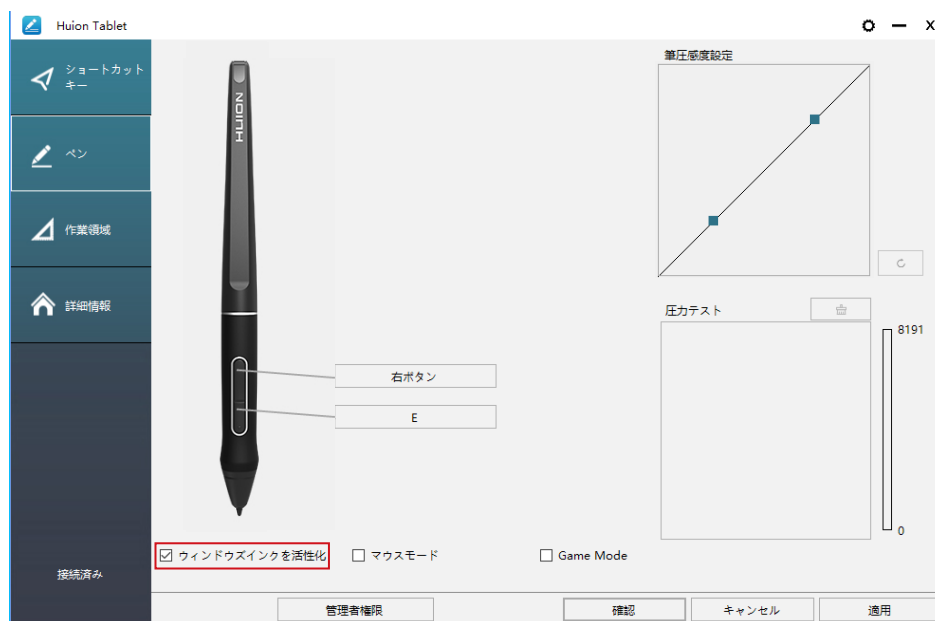 Huion Tablet
X
ショートカット
キー
ペン
作業領域
詳細情報
接続済み
HUION
右ボタン
E
筆圧感度設定
圧力テスト
8191
0
ウィンドウズインクを活性化
マウスモード
Game Mode
管理者権限
確認
キャンセル
適用